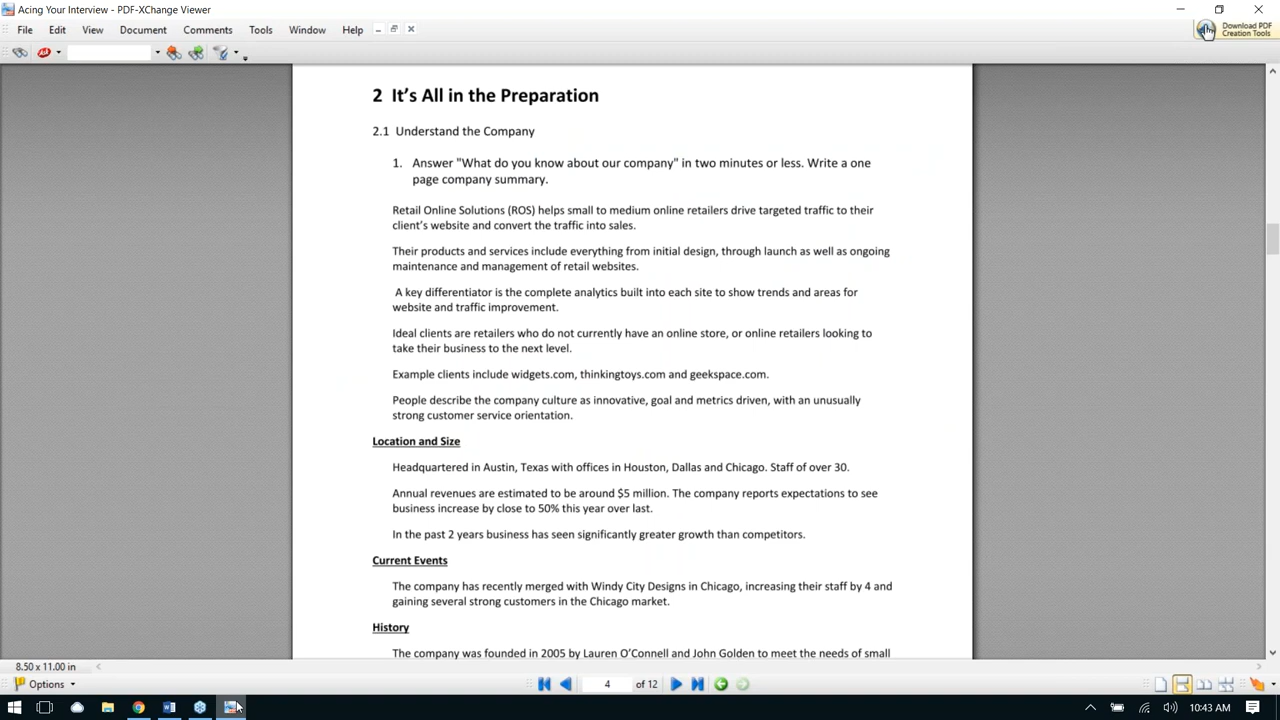 Acing Your Interview - PDF-XChange Viewer
File Edit View Document Comments Tools Window Help
Download PDF
Creation Tools
2 It's All in the Preparation
2.1 Understand the Company
1. Answer "What do you know about our company" in two minutes or less. Write a one
page company summary.
Retail Online Solutions (ROS) helps small to medium online retailers drive targeted traffic to their
client's website and convert the traffic into sales.
Their products and services include everything from initial design, through launch as well as ongoing
maintenance and management of retail websites.
A key differentiator is the complete analytics built into each site to show trends and areas for
website and traffic improvement.
Ideal clients are retailers who do not currently have an online store, or online retailers looking to
take their business to the next level.
Example clients include widgets.com, thinkingtoys.com and geekspace.com.
People describe the company culture as innovative, goal and metrics driven, with an unusually
strong customer service orientation.
Location and Size
Headquartered in Austin, Texas with offices in Houston, Dallas and Chicago. Staff of over 30.
Annual revenues are estimated to be around $5 million. The company reports expectations to see
business increase by close to 50% this year over last.
In the past 2 years business has seen significantly greater growth than competitors.
Current Events
The company has recently merged with Windy City Designs in Chicago, increasing their staff by 4 and
gaining several strong customers in the Chicago market.
History
The company was founded in 2005 by Lauren O'Connell and John Golden to meet the needs of small
8.50 x 11.00 in
Options
4 of 12
10:43 AM